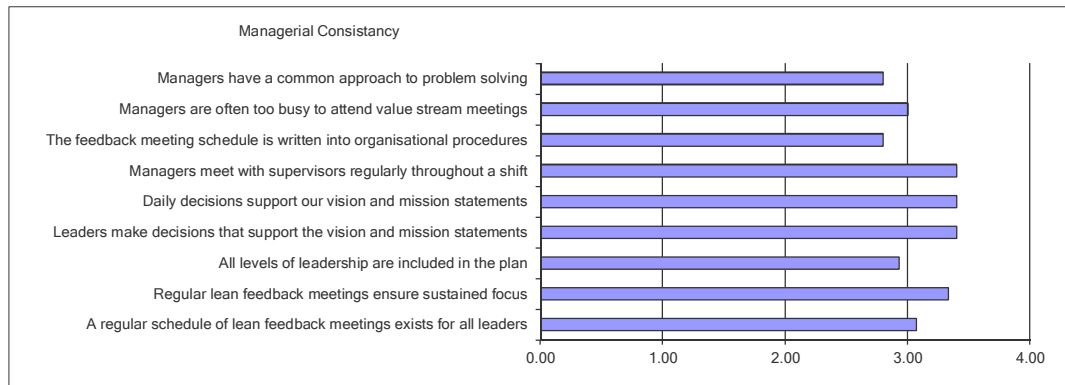 Managerial Consistancy
Managers have a common approach to problem solving
Managers are often too busy to attend value stream meetings
The feedback meeting schedule is written into organisational procedures
Managers meet with supervisors regularly throughout a shift
Daily decisions support our vision and mission statements
Leaders make decisions that support the vision and mission statements
All levels of leadership are included in the plan
Regular lean feedback meetings ensure sustained focus
A regular schedule of lean feedback meetings exists for all leaders
0.00 1.00 2.00 3.00 4.00